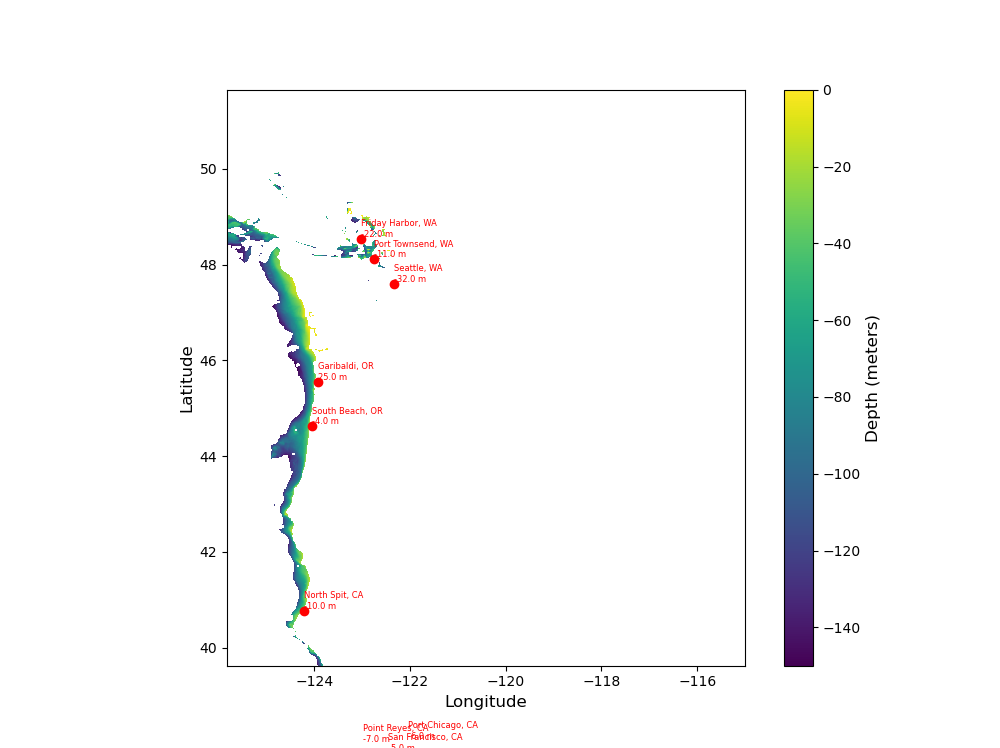 50
48
46
44
42
40
Latitude
Friday Harbor, WA
-22.0 m
Port Townsend, WA
-11.0 m
Seattle, WA
-32.0 m
Garibaldi, OR
25.0 m
South Beach, OR
-4.0 m
North Spit, CA
-10.0 m
−124
−122
−120
−118
−116
Longitude
0
−20
−40
−60
−80
−100
−120
−140
Depth (meters)
Port Chicago, CA
Point Reyes, CA
-7.0 m
San Francisco, CA